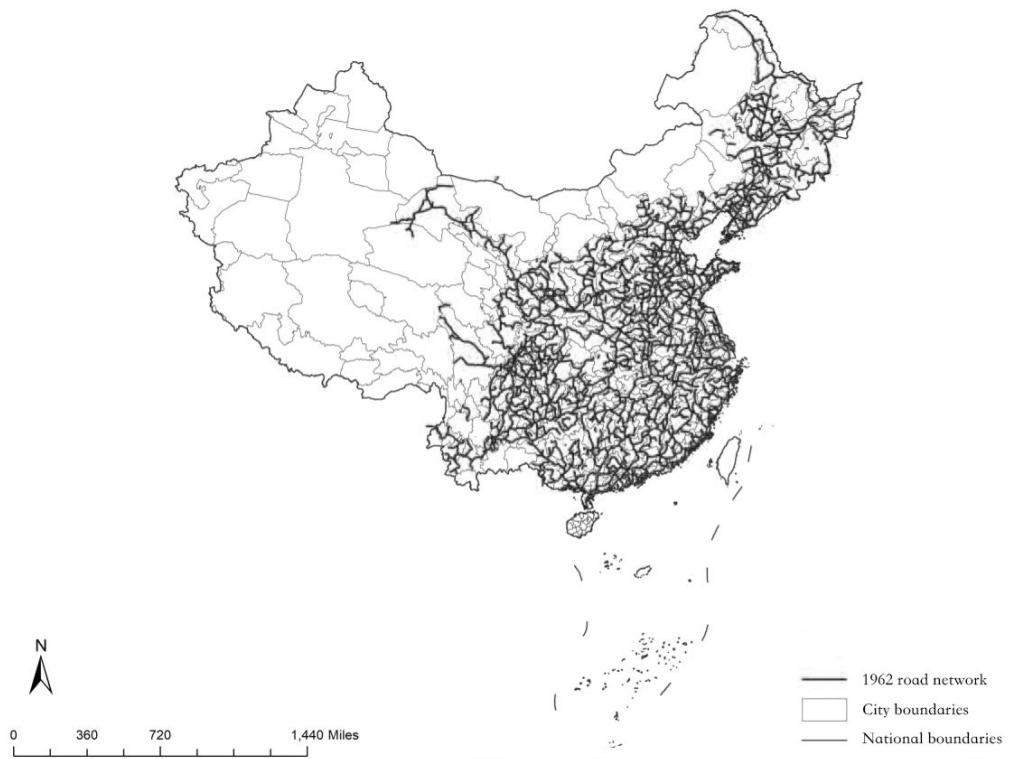 N
0 360 720 1,440 Miles
1962 road network
City boundaries
National boundaries